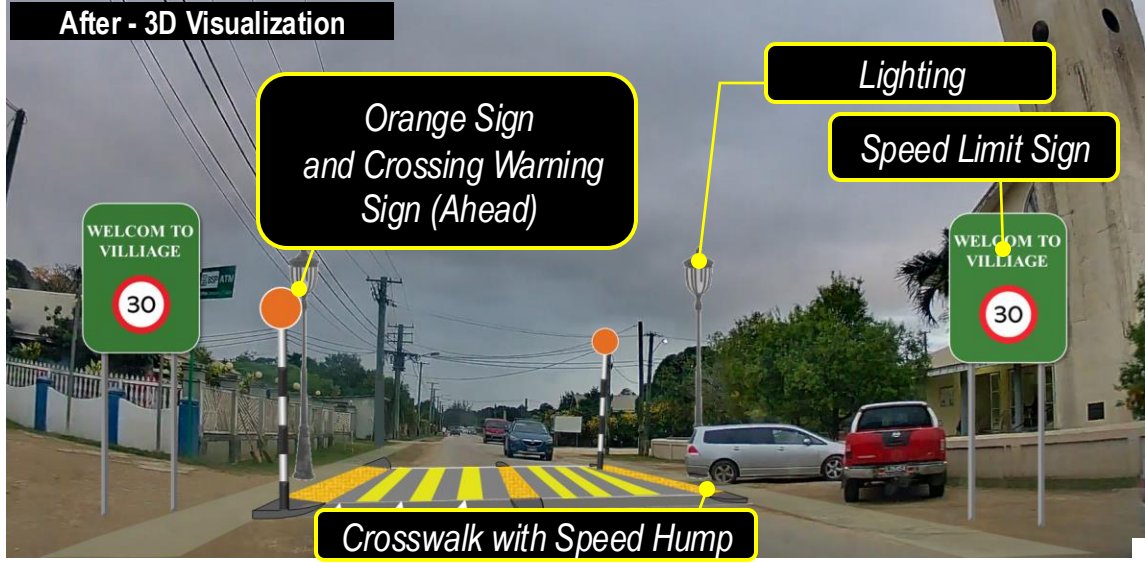 After - 3D Visualization
Lighting
Orange Sign
and Crossing Warning
Sign (Ahead)
Speed Limit Sign
WELCOM TO
VILLIAGE
30
ATM
WELCOM TO
VILLIAGE
30
Crosswalk with Speed Hump